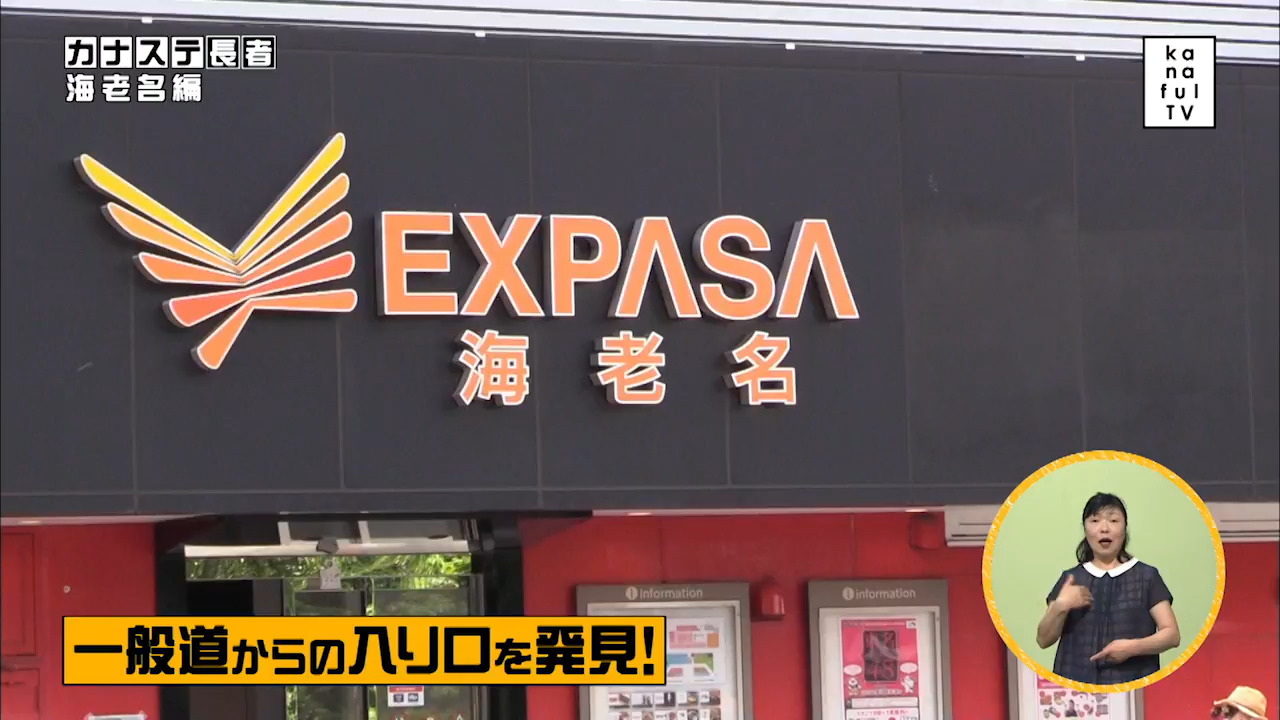 カナステ長者
海老名編
ka
na
ful
TV
EXPASA
海老名
information
information
一般道からの入り口を発見!